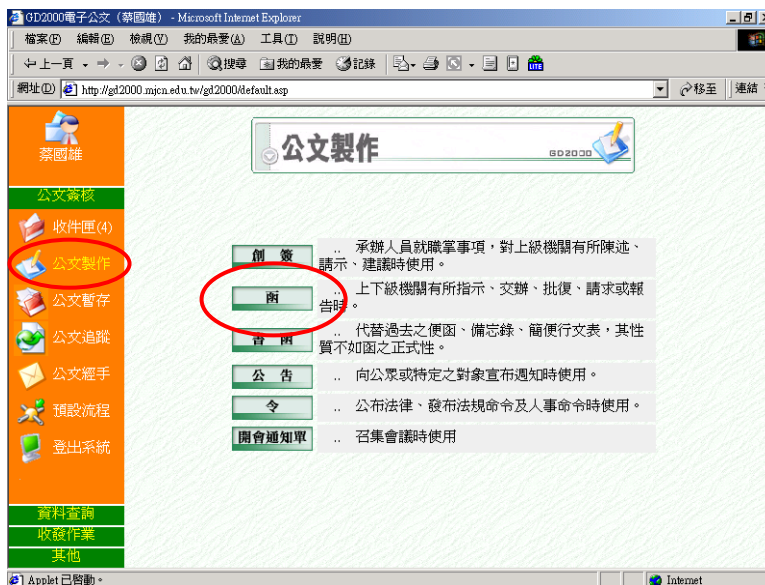 GD2000電子公文（蔡國雄） - Microsoft Internet Explorer
檔案(F) 編輯(E) 檢視(V) 我的最愛(A) 工具(T) 說明(H)
上一頁 搜尋 我的最愛 記錄
網址(D) http://gd2000.mjcn.edu.tw/gd2000/default.asp 移至 連結
蔡國雄
公文簽核
收件匣(4)
公文製作
公文暫存
公文追蹤
公文經手
預設流程
登出系統
資料查詢
收發作業
其他
公文製作
GD2000
創 簽 .. 承辦人員就職掌事項，對上級機關有所陳述、
請示、建議時使用。
函 .. 上下級機關有所指示、交辦、批復、請求或報
告時。
書 函 .. 代替過去之便函、備忘錄、簡便行文表，其性
質不如函之正式性。
公 告 .. 向公眾或特定之對象宣布週知時使用。
令 .. 公布法律、發布法規命令及人事命令時使用。
開會通知單 .. 召集會議時使用
Applet 已啓動。 Internet